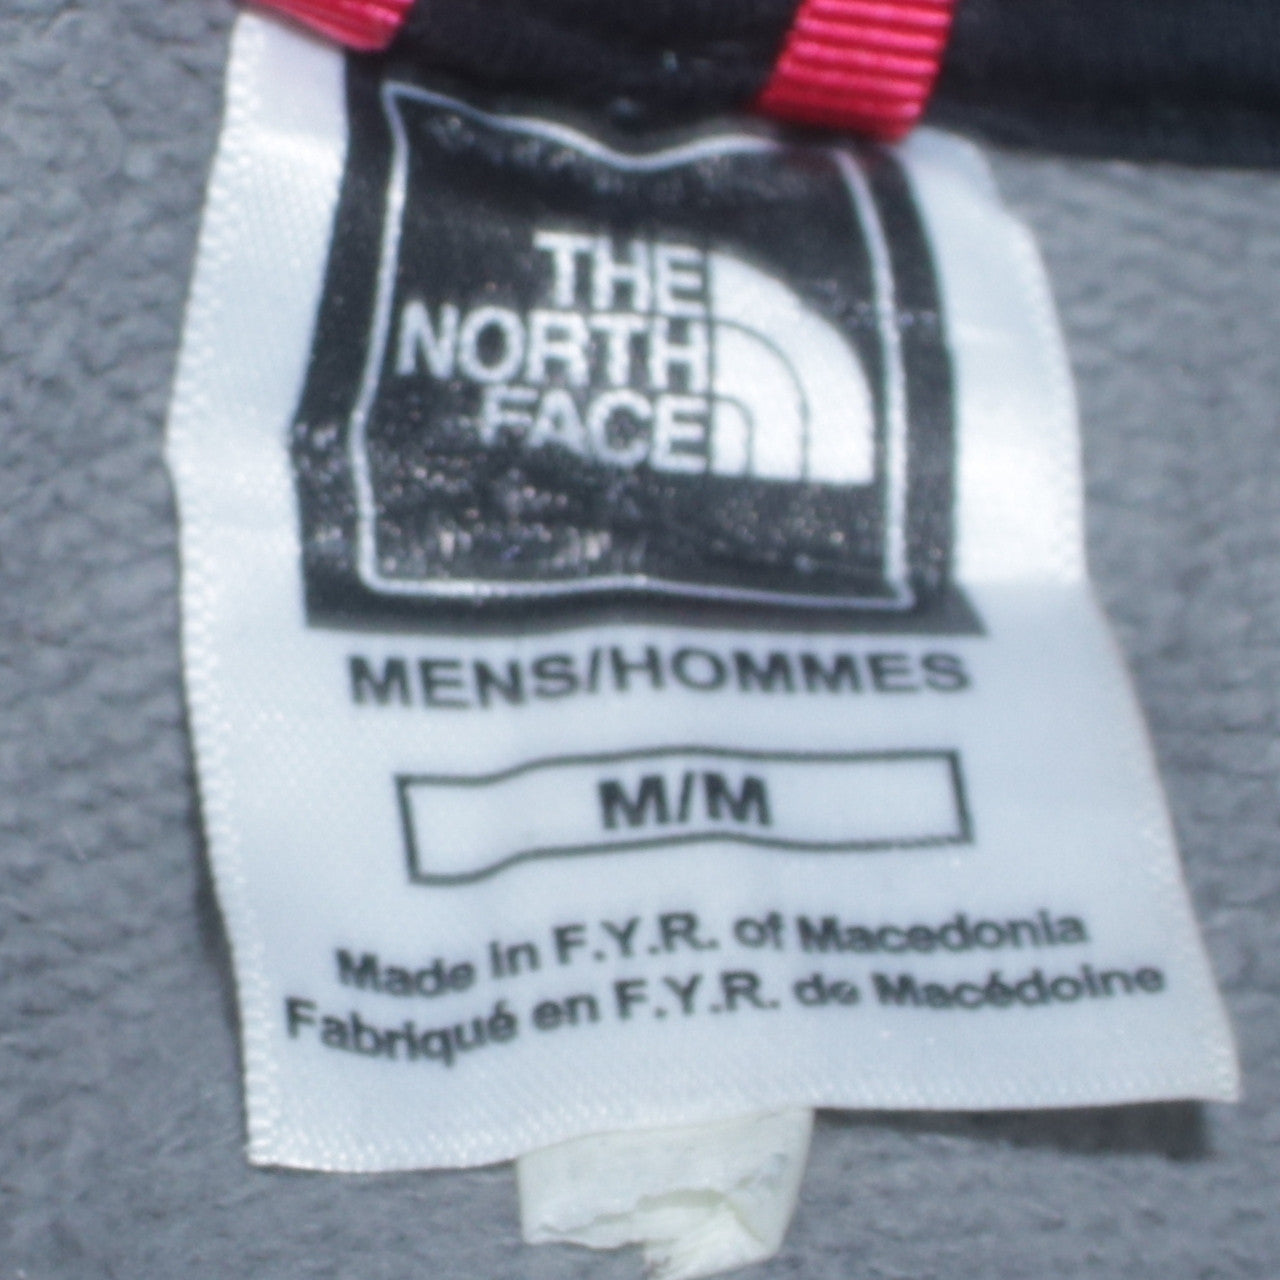 THE
NORTH
FACE
MENS/HOMMES
M/M
Made in F.Y.R. of Macedonia
Fabriqué en F.Y.R. de Macédoine